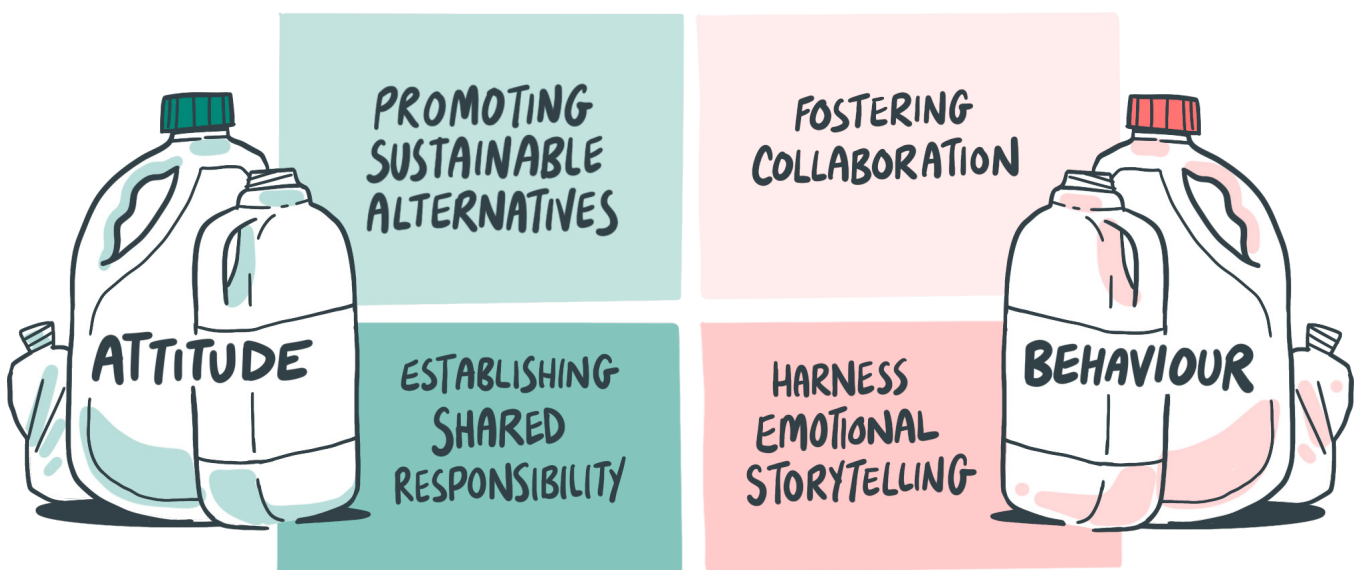 PROMOTING
SUSTAINABLE
ALTERNATIVES
FOSTERING
COLLABORATION
ATTITUDE
ESTABLISHING
SHARED
RESPONSIBILITY
HARNESS
EMOTIONAL
STORYTELLING
BEHAVIOUR